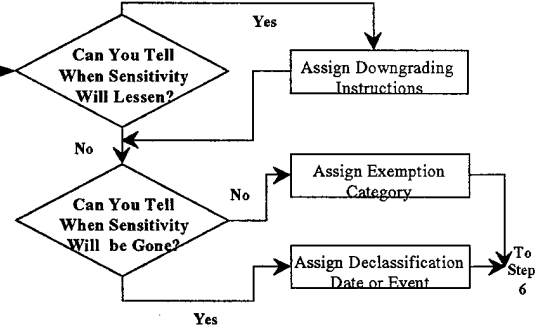 Yes
Can You Tell
When Sensitivity
Will Lessen?
Assign Downgrading
Instructions
No
Can You Tell
When Sensitivity
Will be Gone?
No
Assign Exemption
Category
Assign Declassification
Date or Event
To
Step
6
Yes